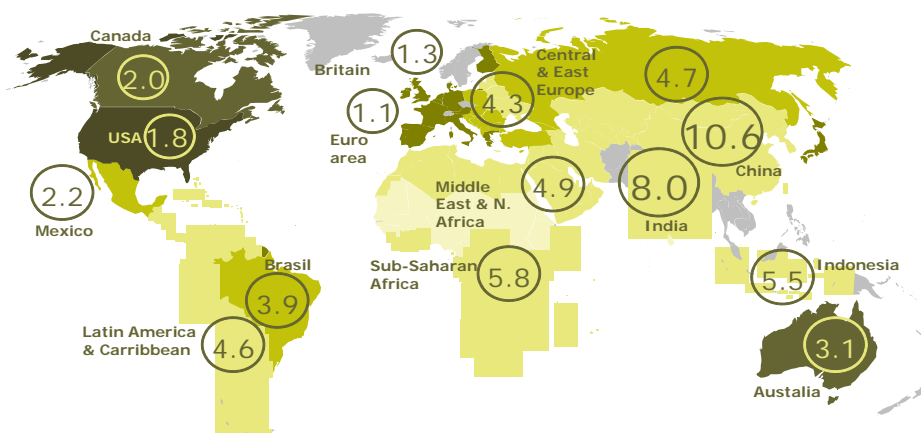 Canada
2.0
USA
1.8
2.2
Mexico
Britain
1.3
1.1
Euro
area
Central
& East
Europe
4.3
4.7
10.6
China
8.0
India
Middle
East & N.
Africa
4.9
Sub-Saharan
Africa
5.8
Brasil
3.9
Latin America
& Carribbean
4.6
Indonesia
5.5
3.1
Austalia